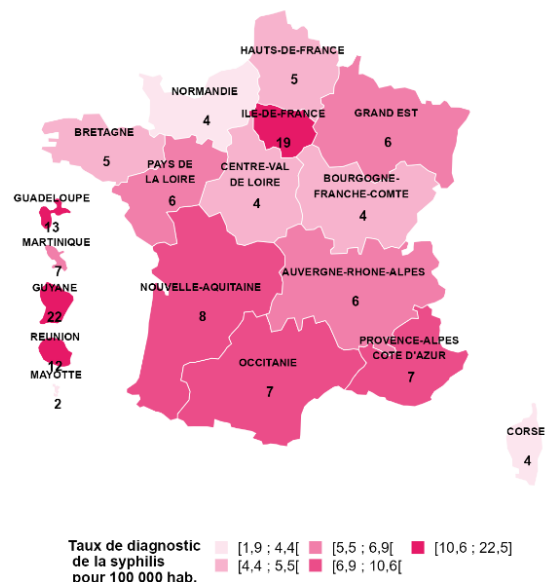 HAUTS-DE-FRANCE
5
NORMANDIE
4
ILE-DE-FRANCE
19
GRAND EST
6
BRETAGNE
5
PAYS DE
LA LOIRE
6
CENTRE-VAL
DE LOIRE
4
BOURGOGNE-
FRANCHE-COMTE
4
GUADELOUPE
13
MARTINIQUE
7
GUYANE
22
REUNION
12
MAYOTTE
2
NOUVELLE-AQUITAINE
8
AUVERGNE-RHONE-ALPES
6
OCCITANIE
7
PROVENCE-ALPES
COTE D'AZUR
7
CORSE
4
Taux de diagnostic
de la syphilis
pour 100 000 hab.
[1,9 ; 4,4[ [5,5 ; 6,9[ [10,6 ; 22,5]
[4,4 ; 5,5[ [6,9 ; 10,6[